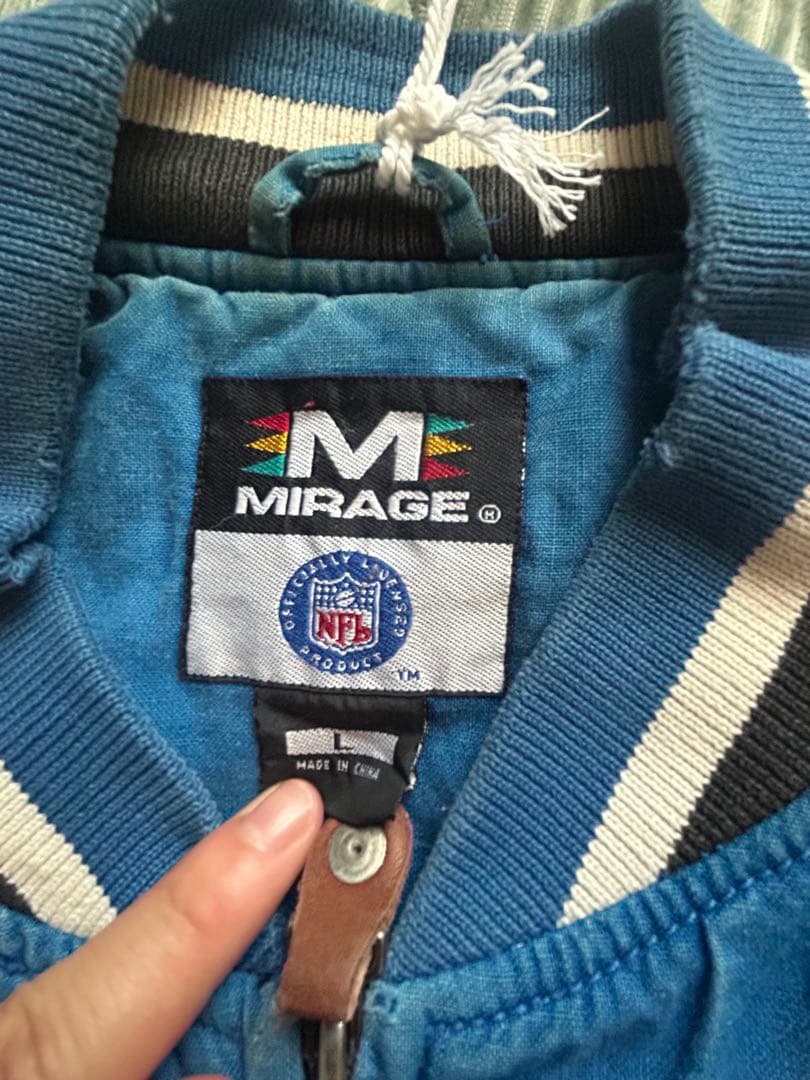 M
MIRAGE ®
OFFICIALLY LICENSED
NFL
PRODUCT
TM
L
MADE IN CHINA